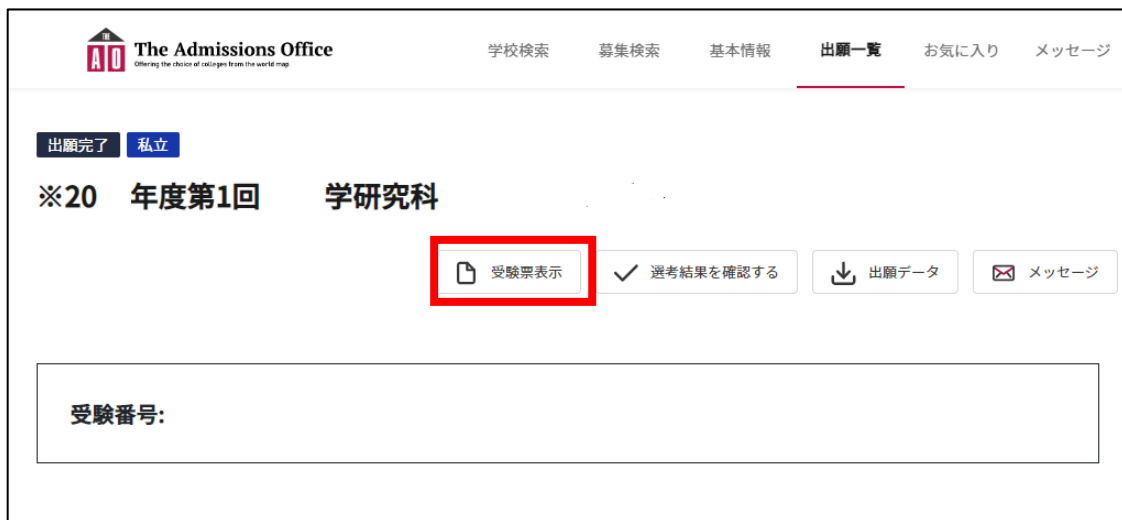 THE
AO The Admissions Office
Offering the choice of colleges from the world map
学校検索 募集検索 基本情報 出願一覧 お気に入り メッセージ
出願完了 私立
※20 年度第1回 学研究科
受験票表示 選考結果を確認する 出願データ メッセージ
受験番号: